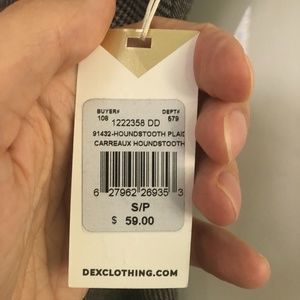 BUYER# DEPT#
108 579
1222358 DD
91432-HOUNDSTOOTH PLAID
CARREAUX HOUNDSTOOTH
6 27962 26935 3
S/P
$ 59.00
DEXCLOTHING.COM